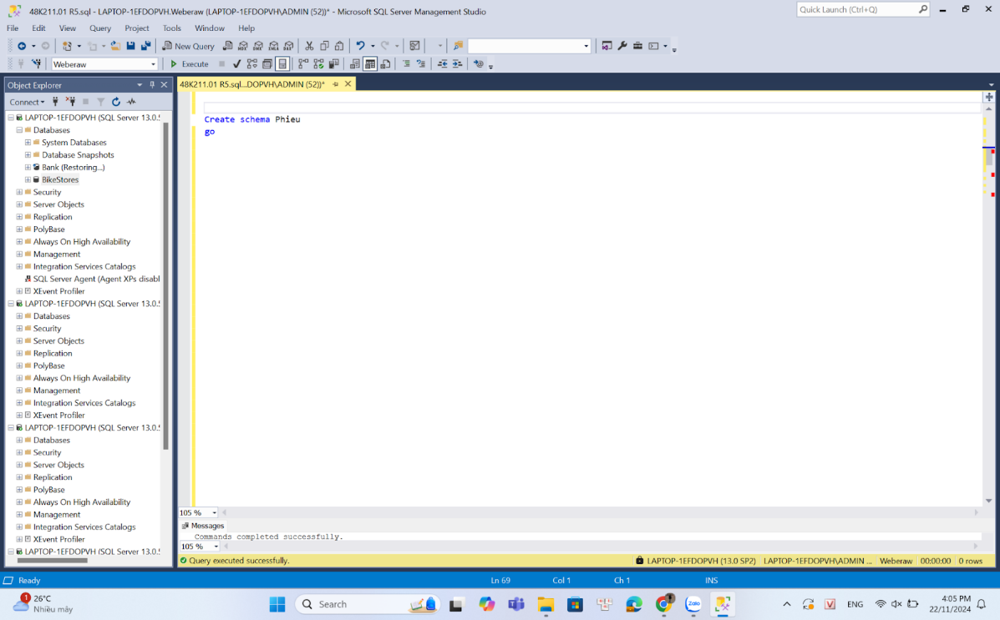 48K211.01 R5.sql - LAPTOP-1EFDOPVH.Weberaw (LAPTOP-1EFDOPVH\ADMIN (52))* - Microsoft SQL Server Management Studio
Quick Launch (Ctrl+Q)
File Edit View Query Project Tools Window Help
New Query
Weberaw
Execute
Object Explorer
48K211.01 R5.sql...DOPVH\ADMIN (52))*
Connect
LAPTOP-1EFDOPVH (SQL Server 13.0.5
Databases
System Databases
Database Snapshots
Bank (Restoring...)
BikeStores
Security
Server Objects
Replication
PolyBase
Always On High Availability
Management
Integration Services Catalogs
SQL Server Agent (Agent XPs disabl
XEvent Profiler
LAPTOP-1EFDOPVH (SQL Server 13.0.5
Databases
Security
Server Objects
Replication
PolyBase
Always On High Availability
Management
Integration Services Catalogs
XEvent Profiler
LAPTOP-1EFDOPVH (SQL Server 13.0.5
Databases
Security
Server Objects
Replication
PolyBase
Always On High Availability
Management
Integration Services Catalogs
XEvent Profiler
LAPTOP-1EFDOPVH (SQL Server 13.0.5
Create schema Phieu
go
105 %
Messages
Commands completed successfully.
105 %
Query executed successfully.
LAPTOP-1EFDOPVH (13.0 SP2) LAPTOP-1EFDOPVH\ADMIN ... Weberaw 00:00:00 0 rows
Ready Ln 69 Col 1 Ch 1 INS
1
26°C
Nhiều mây
Search
Zalo
ENG
4:05 PM
22/11/2024